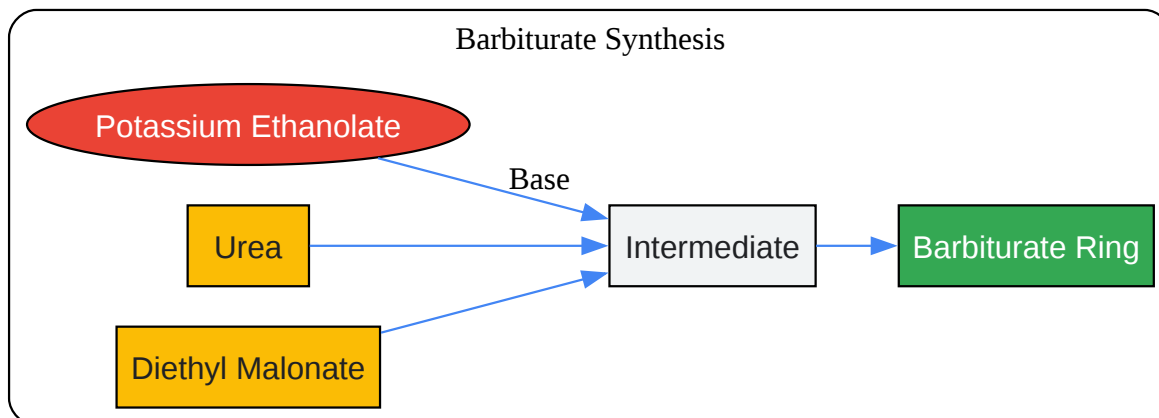 Barbiturate Synthesis
Potassium Ethanolate
Base
Urea
Intermediate
Barbiturate Ring
Diethyl Malonate